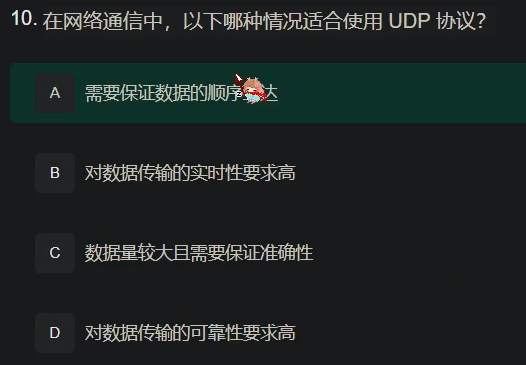 10. 在网络通信中，以下哪种情况适合使用 UDP 协议？
A 需要保证数据的顺序达
B 对数据传输的实时性要求高
C 数据量较大且需要保证准确性
D 对数据传输的可靠性要求高